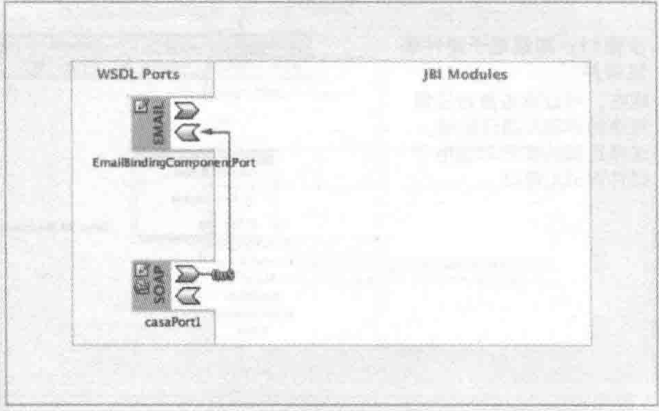 WSDL Ports
JBI Modules
EMAIL
EmailBindingComponentPort
SOAP
casaPort1